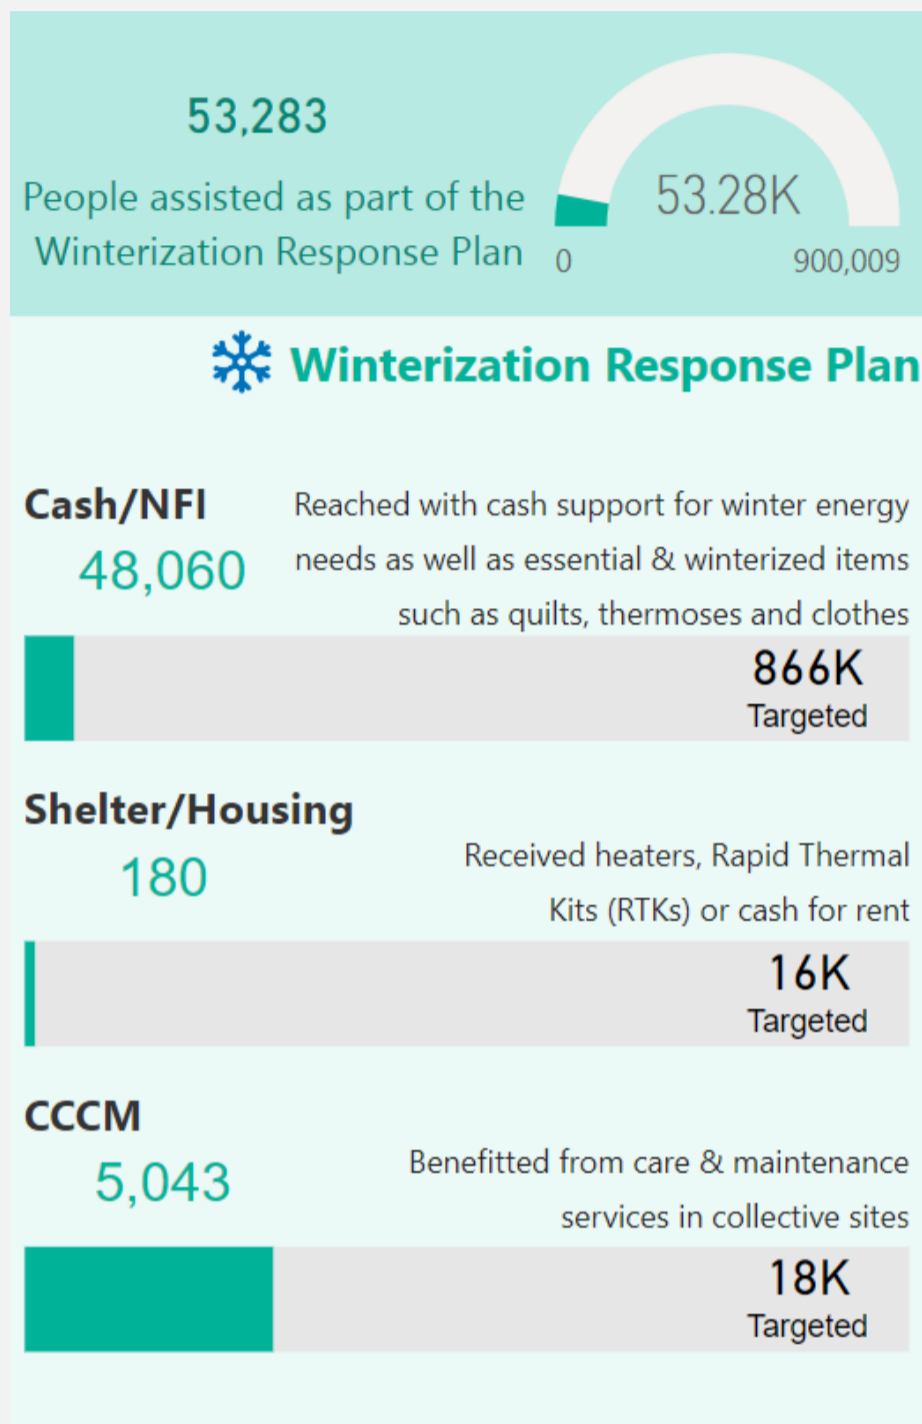 53,283
People assisted as part of the
Winterization Response Plan
53.28K
0
900,009
Winterization Response Plan
Cash/NFI
48,060
Reached with cash support for winter energy
needs as well as essential & winterized items
such as quilts, thermoses and clothes
866K
Targeted
Shelter/Housing
180
Received heaters, Rapid Thermal
Kits (RTKs) or cash for rent
16K
Targeted
CCCM
5,043
Benefitted from care & maintenance
services in collective sites
18K
Targeted